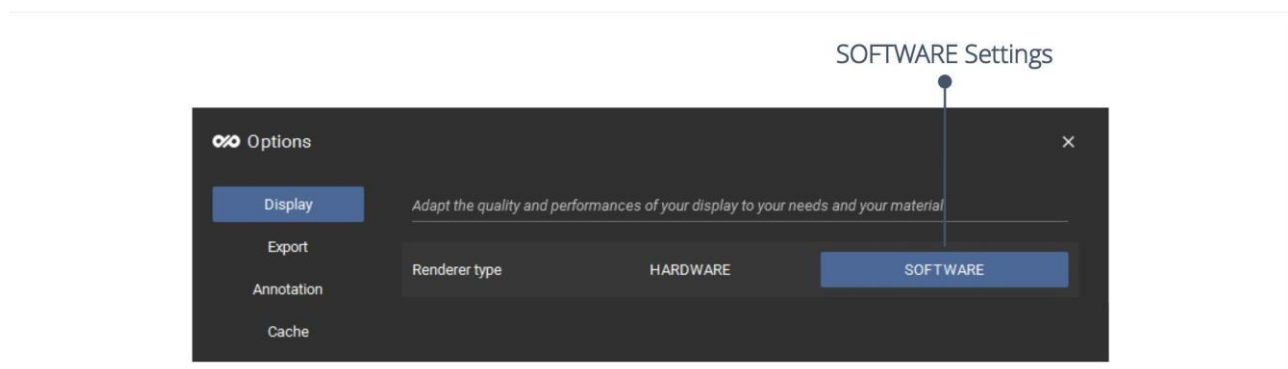 SOFTWARE Settings
Options
Display
Adapt the quality and performances of your display to your needs and your material
Export
Renderer type HARDWARE SOFTWARE
Annotation
Cache